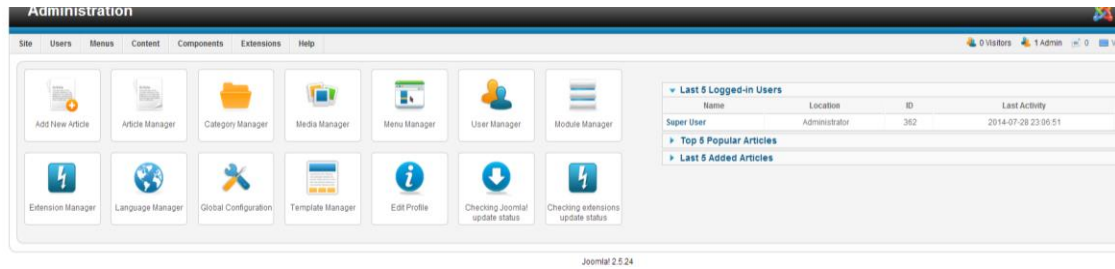 Administration
Site Users Menus Content Components Extensions Help
0 Visitors 1 Admin 0
Add New Article Article Manager Category Manager Media Manager Menu Manager User Manager Module Manager
Extension Manager Language Manager Global Configuration Template Manager Edit Profile Checking Joomla! update status Checking extensions update status
Last 5 Logged-in Users
Name Location ID Last Activity
Super User Administrator 362 2014-07-28 23:06:51
Top 5 Popular Articles
Last 5 Added Articles
Joomla! 2.5.24